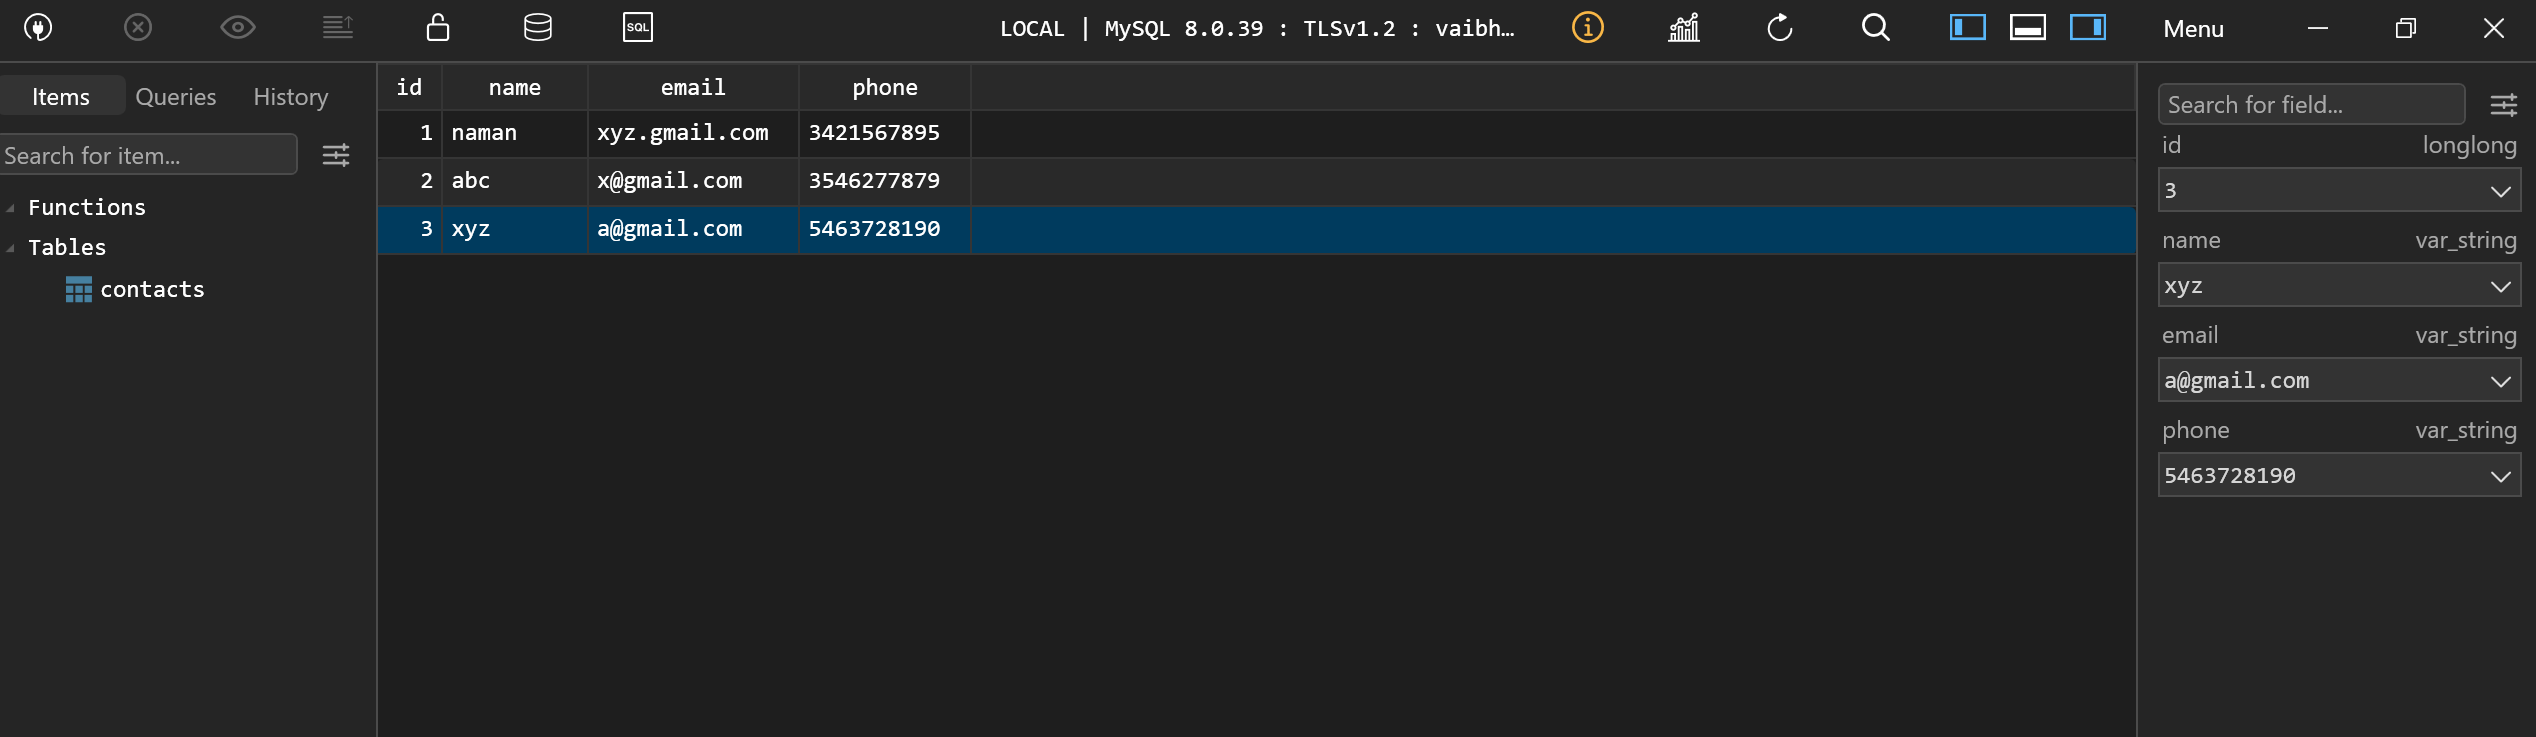 SQL LOCAL | MySQL 8.0.39 : TLSv1.2 : vaibh... Menu
Items Queries History
Search for item...
Functions
Tables
contacts
id name email phone
1 naman xyz.gmail.com 3421567895
2 abc x@gmail.com 3546277879
3 xyz a@gmail.com 5463728190
Search for field...
id longlong
3
name var_string
xyz
email var_string
a@gmail.com
phone var_string
5463728190